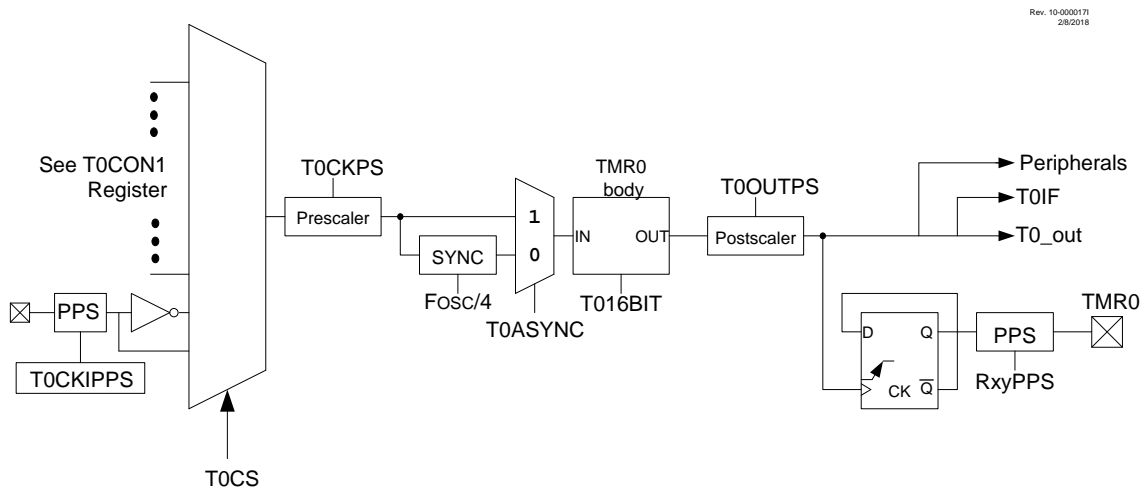 Rev. 10-000017I
2/8/2018
See T0CON1
Register
T0CKPS
Prescaler
SYNC
FOSC/4
1
0
T0ASYNC
TMR0
body
IN
OUT
T016BIT
T0OUTPS
Postscaler
Peripherals
T0IF
T0_out
PPS
T0CKIPPS
T0CS
D
Q
CK
Q̅
PPS
RxyPPS
TMR0